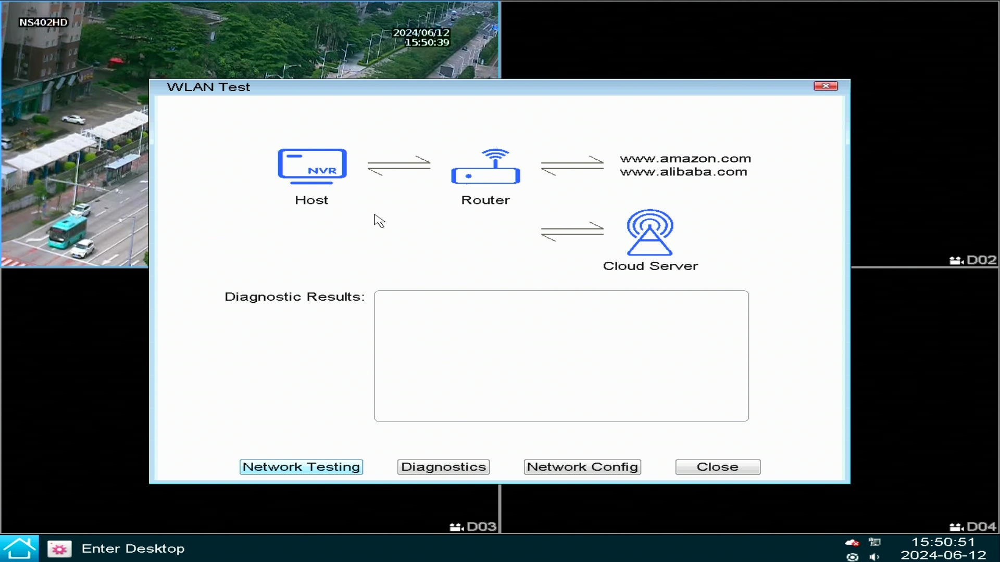 NS402HD
2024/06/12
15:50:39
WLAN Test
NVR
www.amazon.com
www.alibaba.com
Host
Router
Cloud Server
D02
Diagnostic Results:
Network Testing
Diagnostics
Network Config
Close
D03
D04
Enter Desktop
15:50:51
2024-06-12